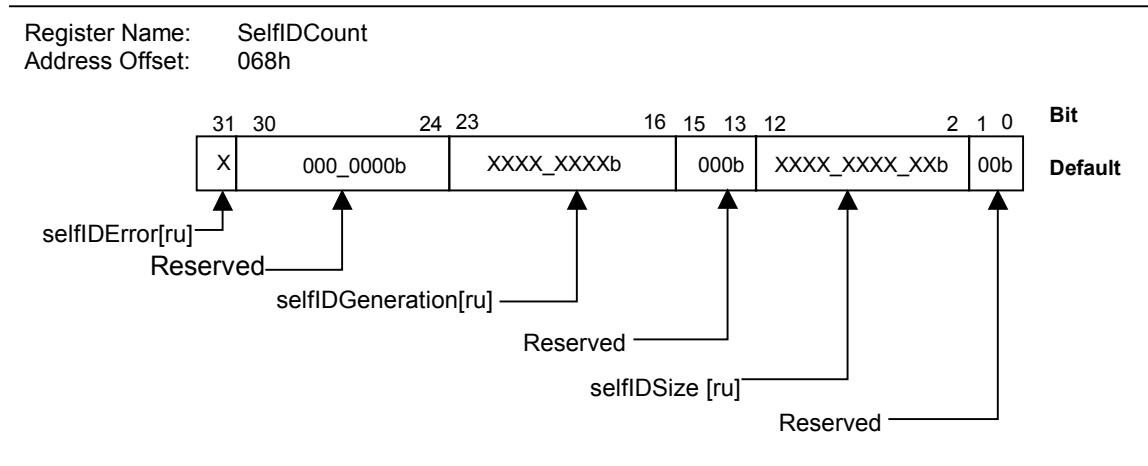 Register Name: SelfIDCount
Address Offset: 068h
31 30 24 23 16 15 13 12 2 1 0 Bit
X 000_0000b XXXX_XXXXb 000b XXXX_XXXX_XXb 00b Default
selfIDError[ru]
Reserved
selfIDGeneration[ru]
Reserved
selfIDSize [ru]
Reserved